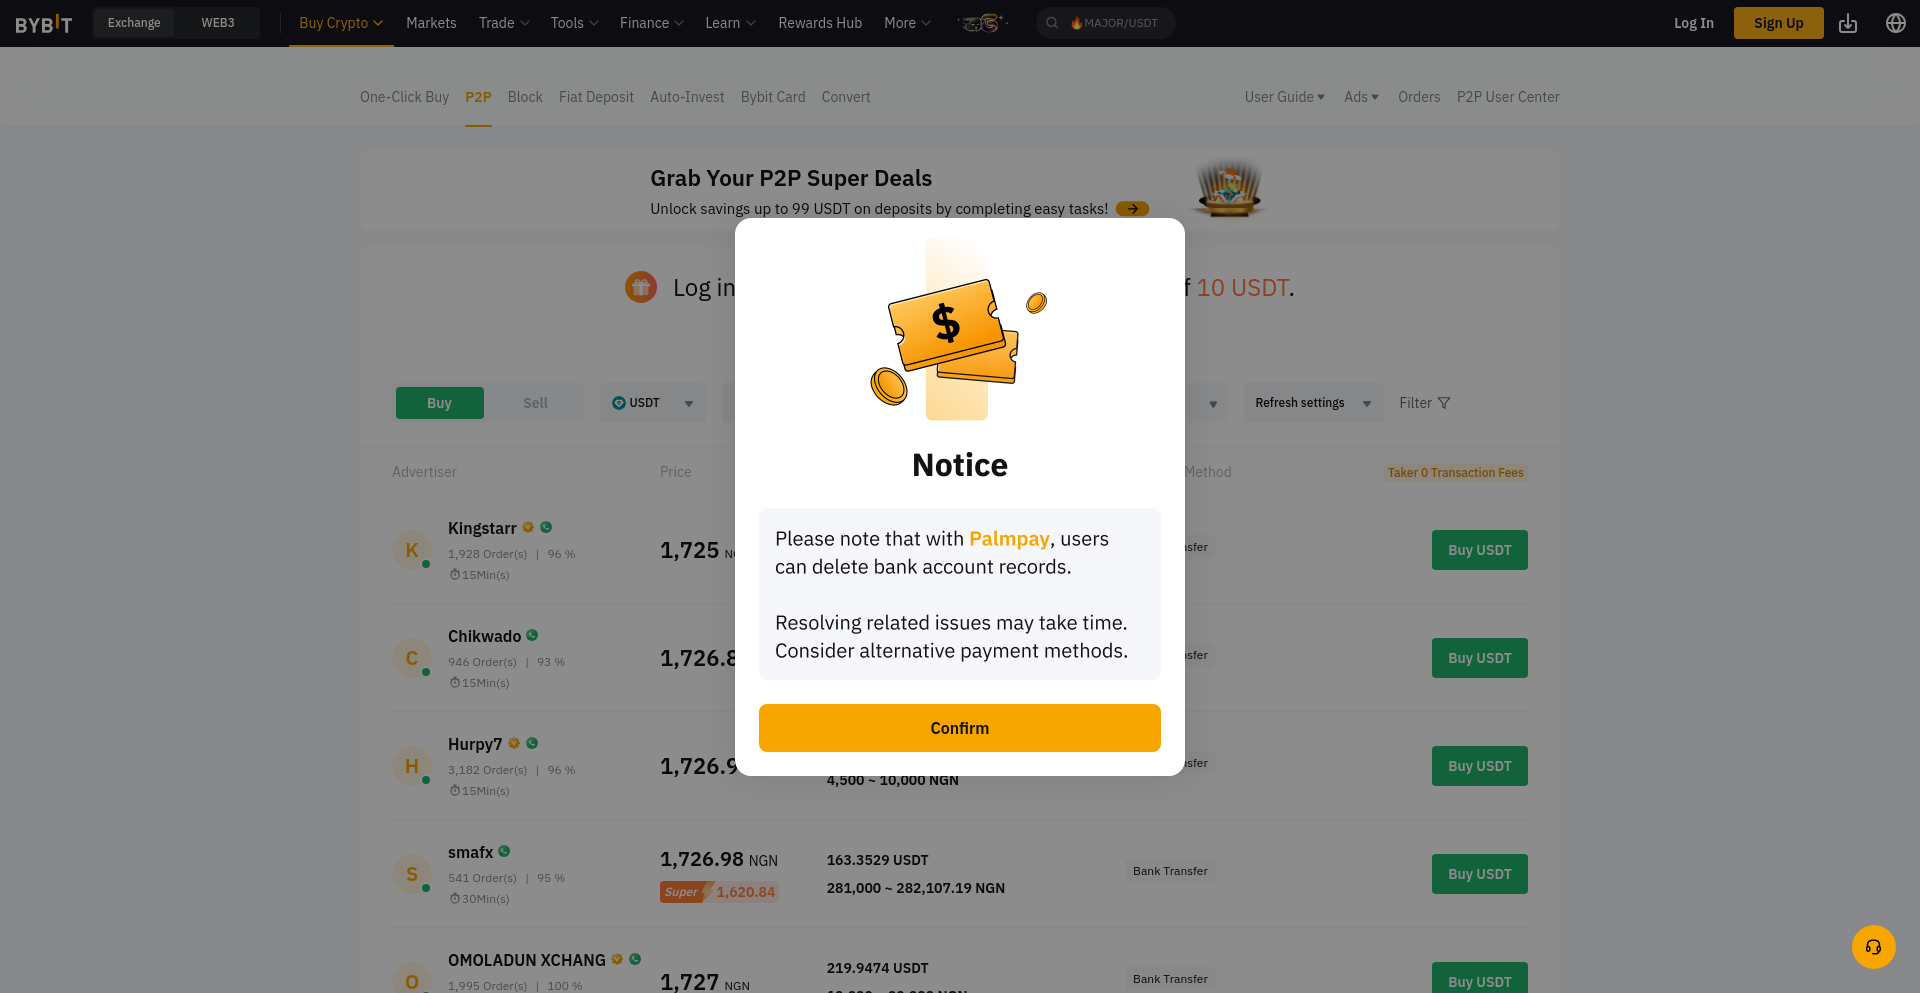 BYBIT Exchange WEB3 Buy Crypto Markets Trade Tools Finance Learn Rewards Hub More MAJOR/USDT Log In Sign Up
One-Click Buy P2P Block Fiat Deposit Auto-Invest Bybit Card Convert User Guide Ads Orders P2P User Center
Grab Your P2P Super Deals
Unlock savings up to 99 USDT on deposits by completing easy tasks!
Log in 10 USDT.
$
Buy Sell USDT Refresh settings Filter
Notice
Advertiser Price Method Taker 0 Transaction Fees
Please note that with Palmpay, users
can delete bank account records.
Resolving related issues may take time.
Consider alternative payment methods.
Confirm
K Kingstarr
1,928 Order(s) | 96 %
15Min(s)
1,725
Buy USDT
C Chikwado
946 Order(s) | 93 %
15Min(s)
1,726.8
Buy USDT
H Hurpy7
3,182 Order(s) | 96 %
15Min(s)
1,726.9
4,500 ~ 10,000 NGN
Buy USDT
S smafx
541 Order(s) | 95 %
30Min(s)
1,726.98 NGN
Super 1,620.84
163.3529 USDT
281,000 ~ 282,107.19 NGN
Bank Transfer
Buy USDT
O OMOLADUN XCHANG
1,995 Order(s) | 100 %
1,727 NGN
219.9474 USDT
Bank Transfer
Buy USDT